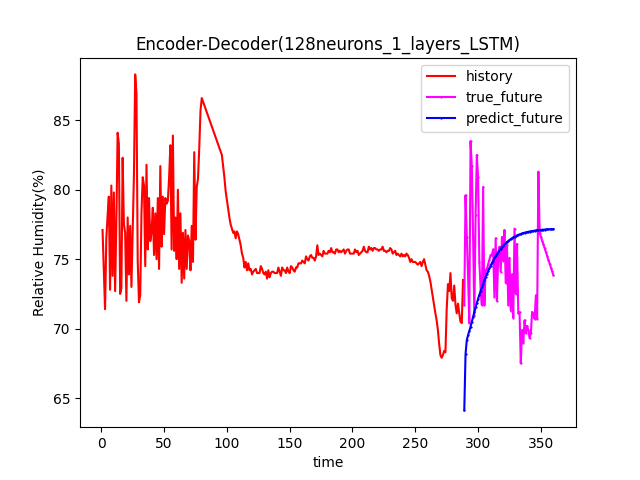 Encoder-Decoder(128neurons_1_layers_LSTM)
history
true_future
predict_future
Relative Humidity(%)
85
80
75
70
65
0 50 100 150 200 250 300 350
time